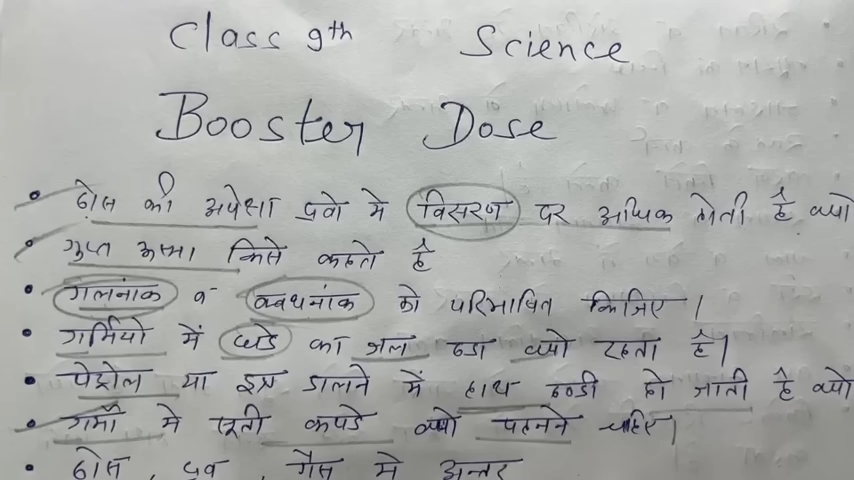 Class 9th Science
Booster Dose
• ठोस की अपेक्षा द्रवो मे विसरण दर अधिक होती है क्यो
• गुप्त ऊष्मा किसे कहते है
• गलनांक व क्वथनांक को परिभाषित किजिए।
• गर्मियो में घडे का जल ठडा क्यो रहता है।
• पेट्रोल या इत्र डालने में हाथ ठण्डी हो जाती है क्यो
• गर्मी मे सूती कपडे क्यो पहनने चाहिए।
• ठोस, द्रव, गैस मे अन्तर